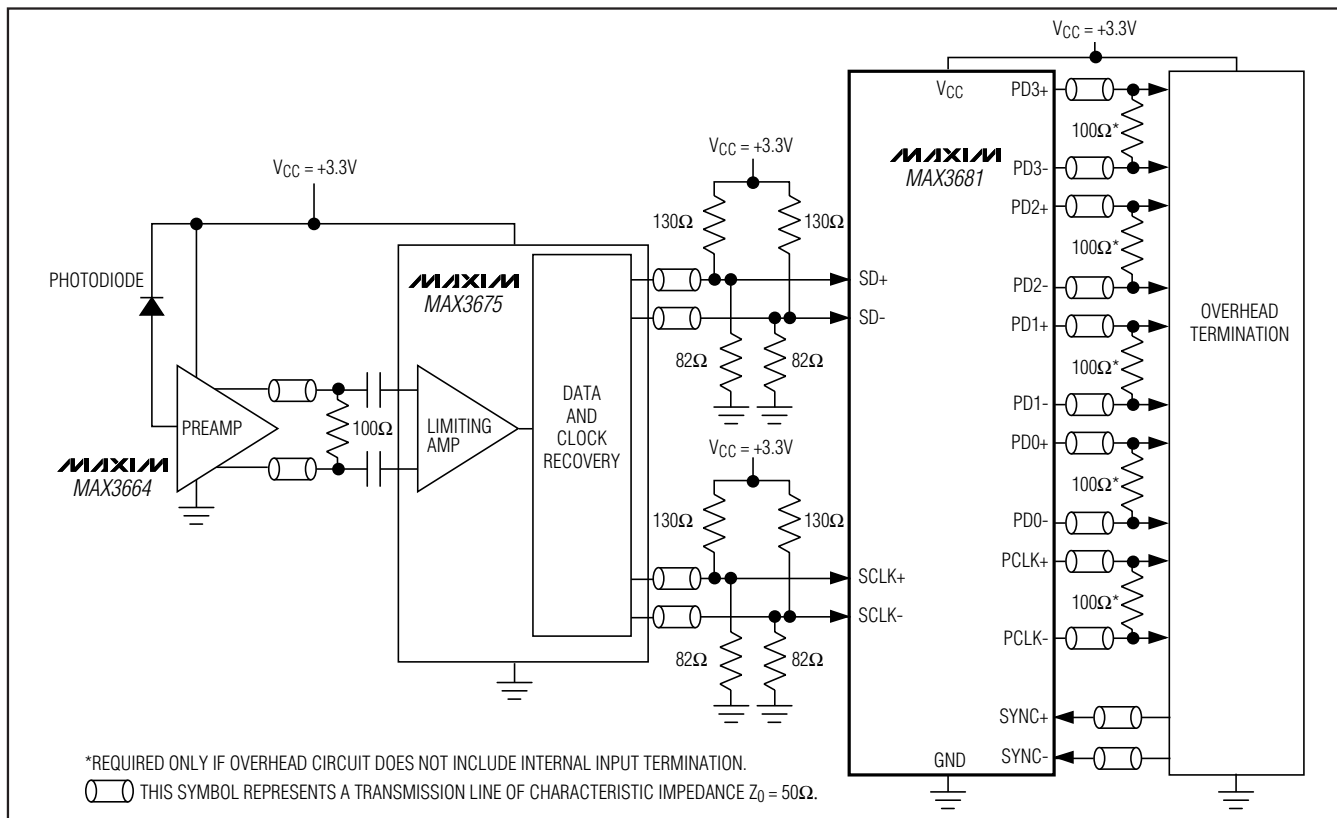 VCC = +3.3V
PHOTODIODE
PREAMP
MAXIM
MAX3664
100Ω
VCC = +3.3V
MAXIM
MAX3675
LIMITING
AMP
DATA
AND
CLOCK
RECOVERY
VCC = +3.3V
130Ω
130Ω
82Ω
82Ω
VCC = +3.3V
130Ω
130Ω
82Ω
82Ω
SD+
SD-
SCLK+
SCLK-
VCC
MAXIM
MAX3681
GND
PD3+
100Ω*
PD3-
PD2+
100Ω*
PD2-
PD1+
100Ω*
PD1-
PD0+
100Ω*
PD0-
PCLK+
100Ω*
PCLK-
SYNC+
SYNC-
OVERHEAD
TERMINATION
*REQUIRED ONLY IF OVERHEAD CIRCUIT DOES NOT INCLUDE INTERNAL INPUT TERMINATION.
THIS SYMBOL REPRESENTS A TRANSMISSION LINE OF CHARACTERISTIC IMPEDANCE Z0 = 50Ω.